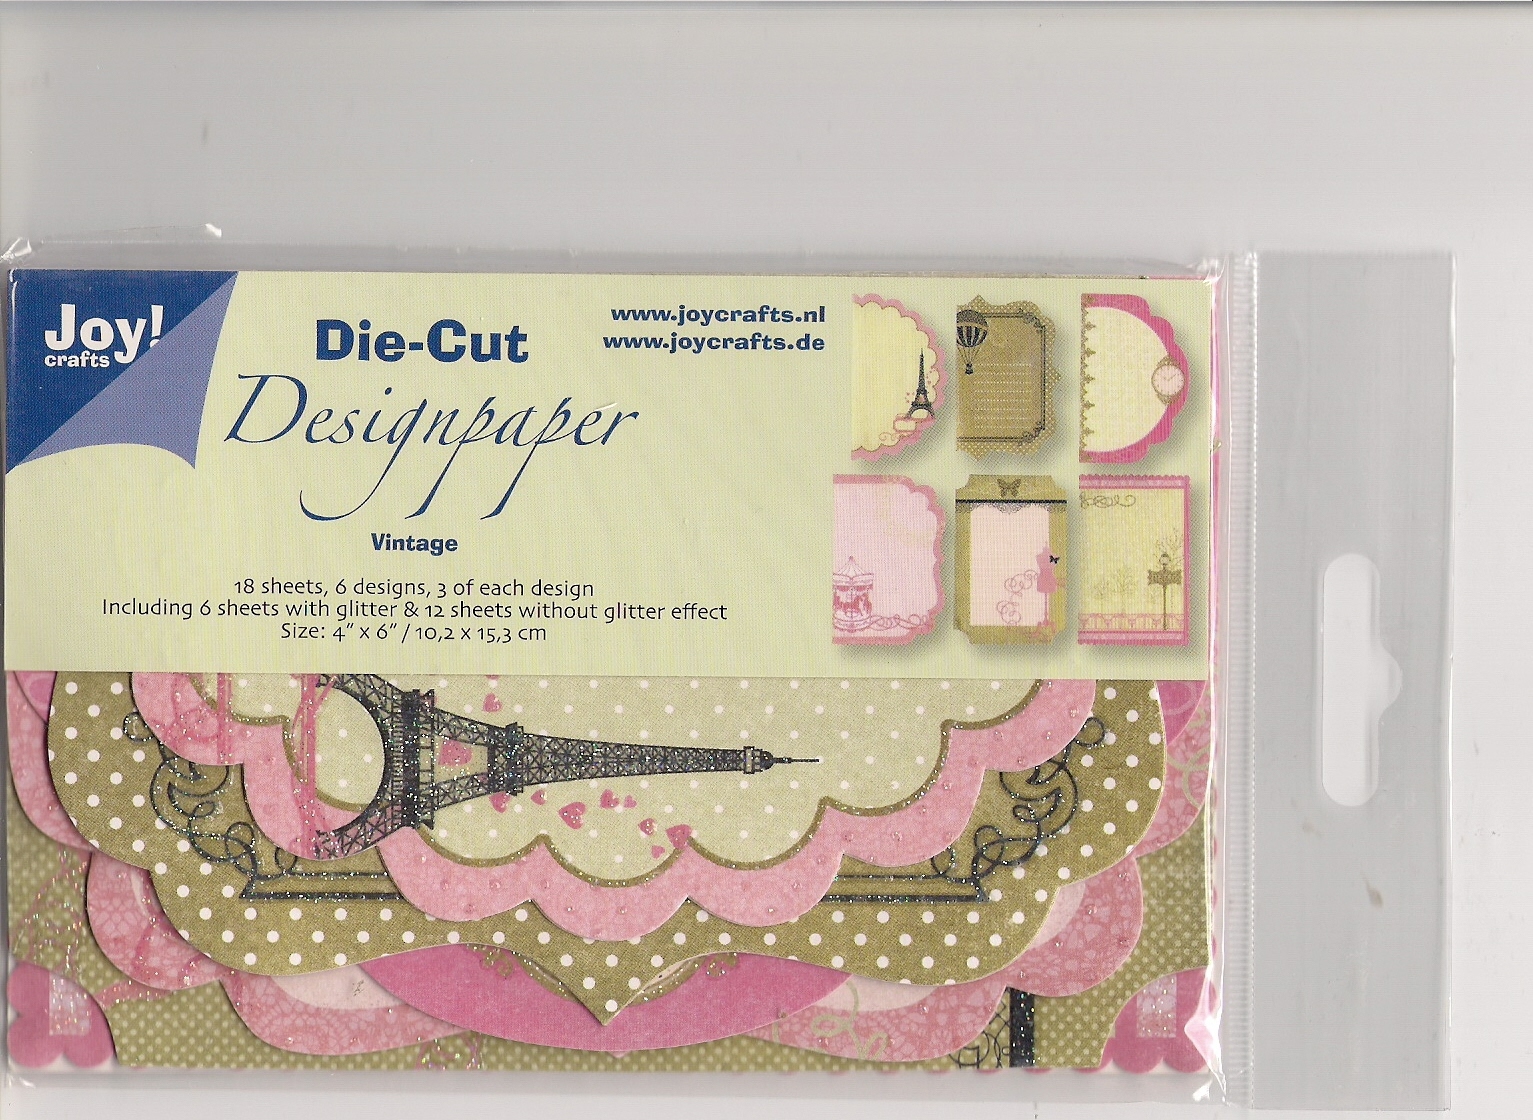 Joy!
crafts
Die-Cut
Designpaper
Vintage
www.joycrafts.nl
www.joycrafts.de
18 sheets, 6 designs, 3 of each design
Including 6 sheets with glitter & 12 sheets without glitter effect
Size: 4” x 6” / 10,2 x 15,3 cm